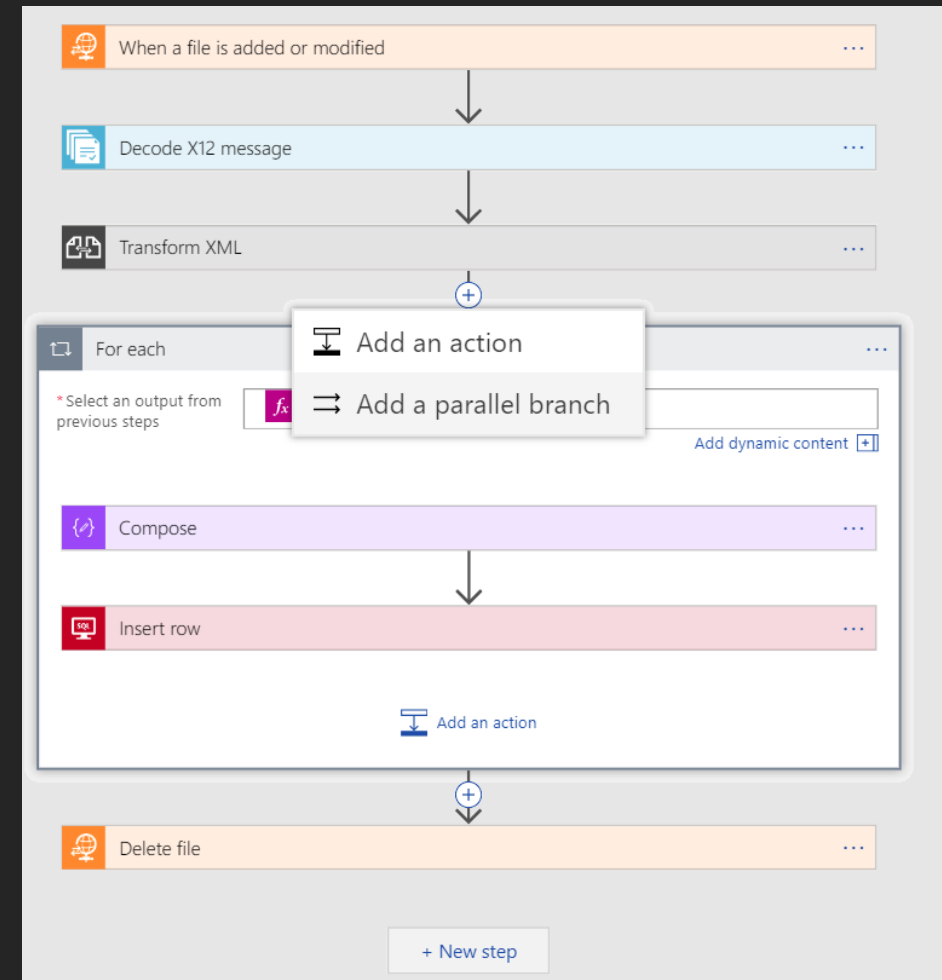 When a file is added or modified
Decode X12 message
Transform XML
Add an action
Add a parallel branch
For each
*Select an output from
previous steps
fx
Add dynamic content
Compose
SQL
Insert row
Add an action
Delete file
+ New step